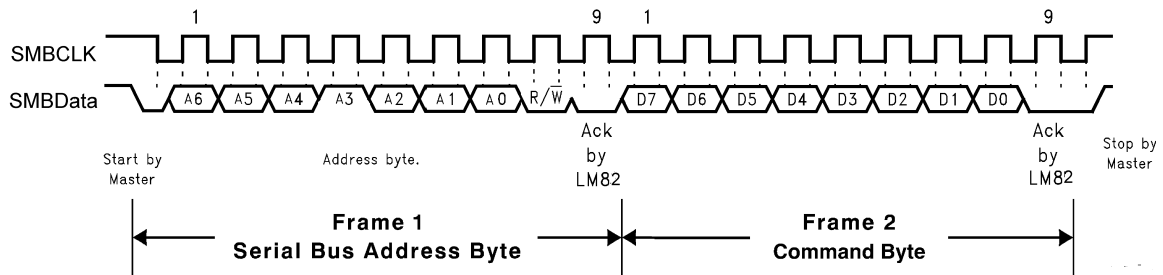 1 9 1 9
SMBCLK
SMBData A6 A5 A4 A3 A2 A1 A0 R/W̅ D7 D6 D5 D4 D3 D2 D1 D0
Start by
Master
Address byte.
Ack
by
LM82
Ack
by
LM82
Stop by
Master
Frame 1
Serial Bus Address Byte
Frame 2
Command Byte